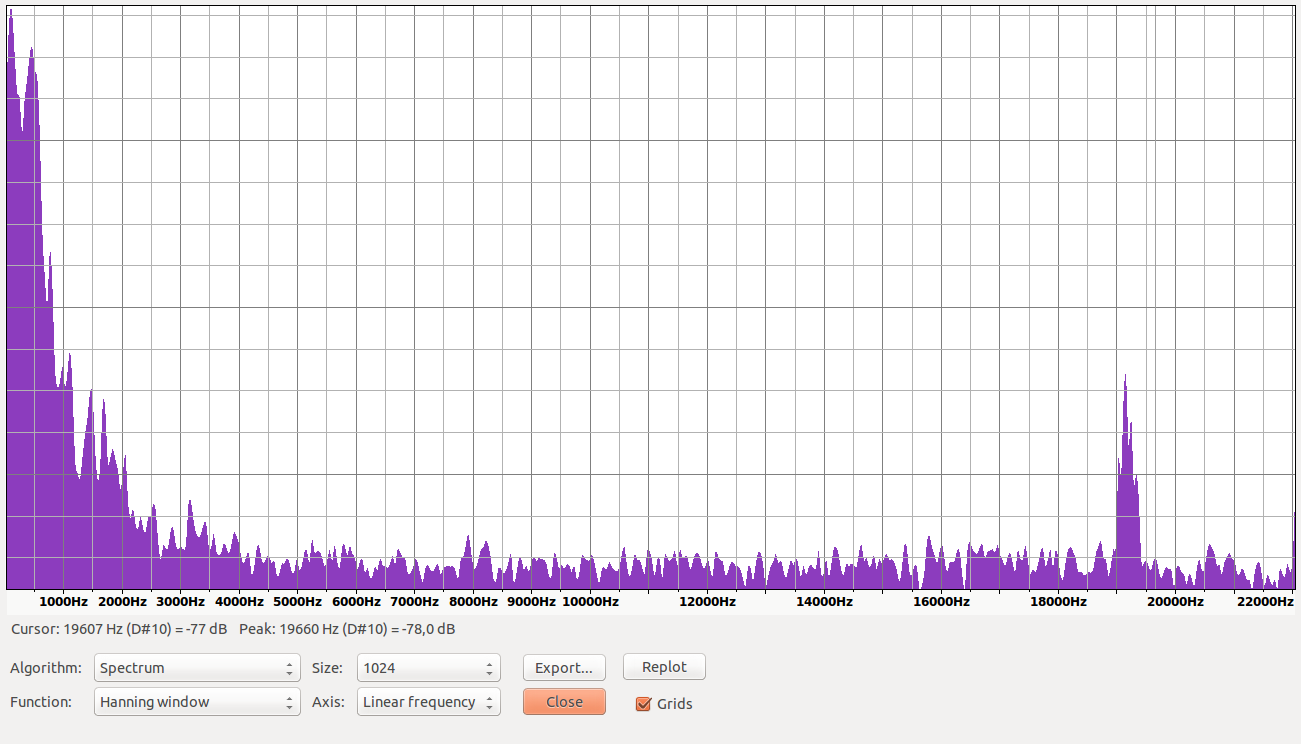 1000Hz 2000Hz 3000Hz 4000Hz 5000Hz 6000Hz 7000Hz 8000Hz 9000Hz 10000Hz 12000Hz 14000Hz 16000Hz 18000Hz 20000Hz 22000Hz
Cursor: 19607 Hz (D#10) = -77 dB Peak: 19660 Hz (D#10) = -78,0 dB
Algorithm: Spectrum Size: 1024 Export... Replot
Function: Hanning window Axis: Linear frequency Close Grids